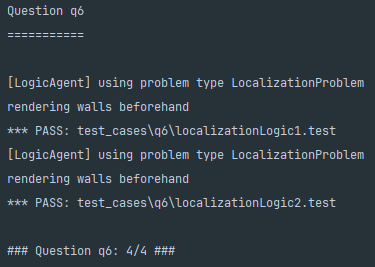 Question q6
===========
[LogicAgent] using problem type LocalizationProblem
rendering walls beforehand
*** PASS: test_cases\q6\localizationLogic1.test
[LogicAgent] using problem type LocalizationProblem
rendering walls beforehand
*** PASS: test_cases\q6\localizationLogic2.test
### Question q6: 4/4 ###